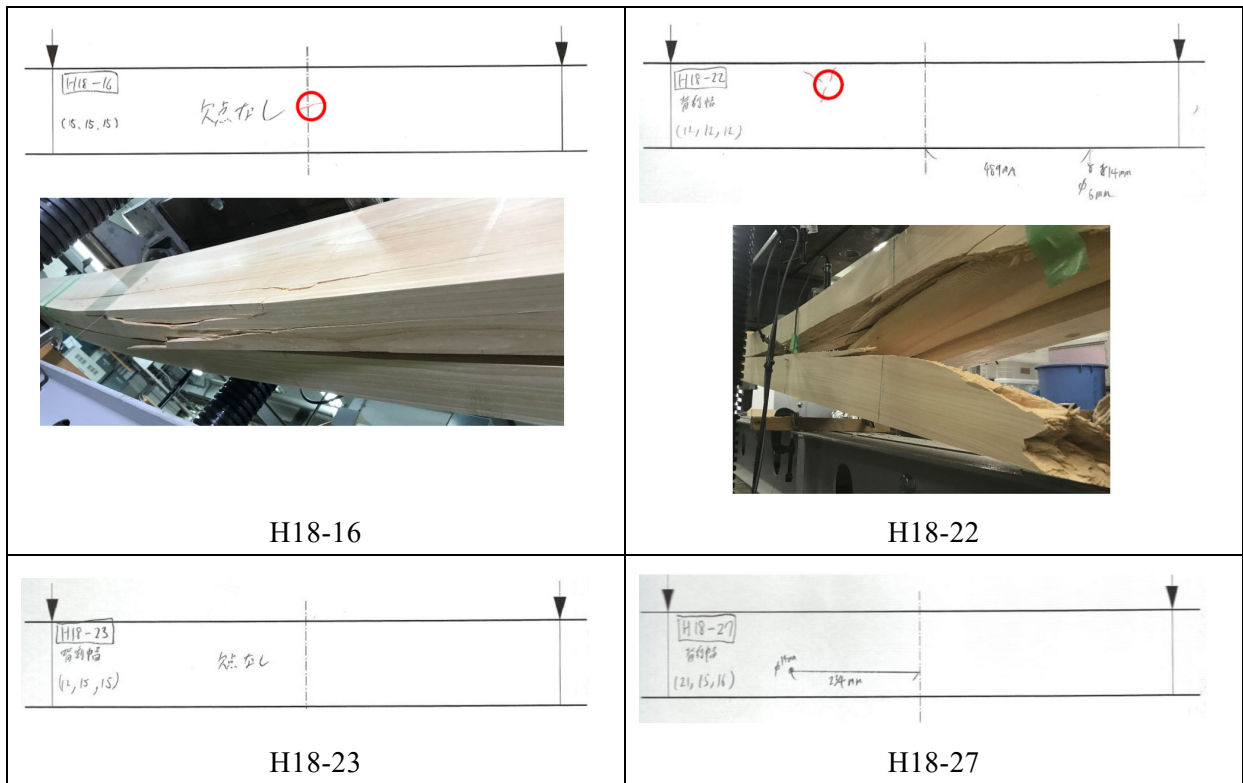 H18-16
(15, 15, 15)
欠点なし
H18-16
H18-22
背割幅
(12, 12, 12)
489mm
14mm
φ
6mm
H18-22
H18-23
背割幅
(12, 15, 15)
欠点なし
H18-23
H18-27
背割幅
(21, 15, 16)
234mm
H18-27